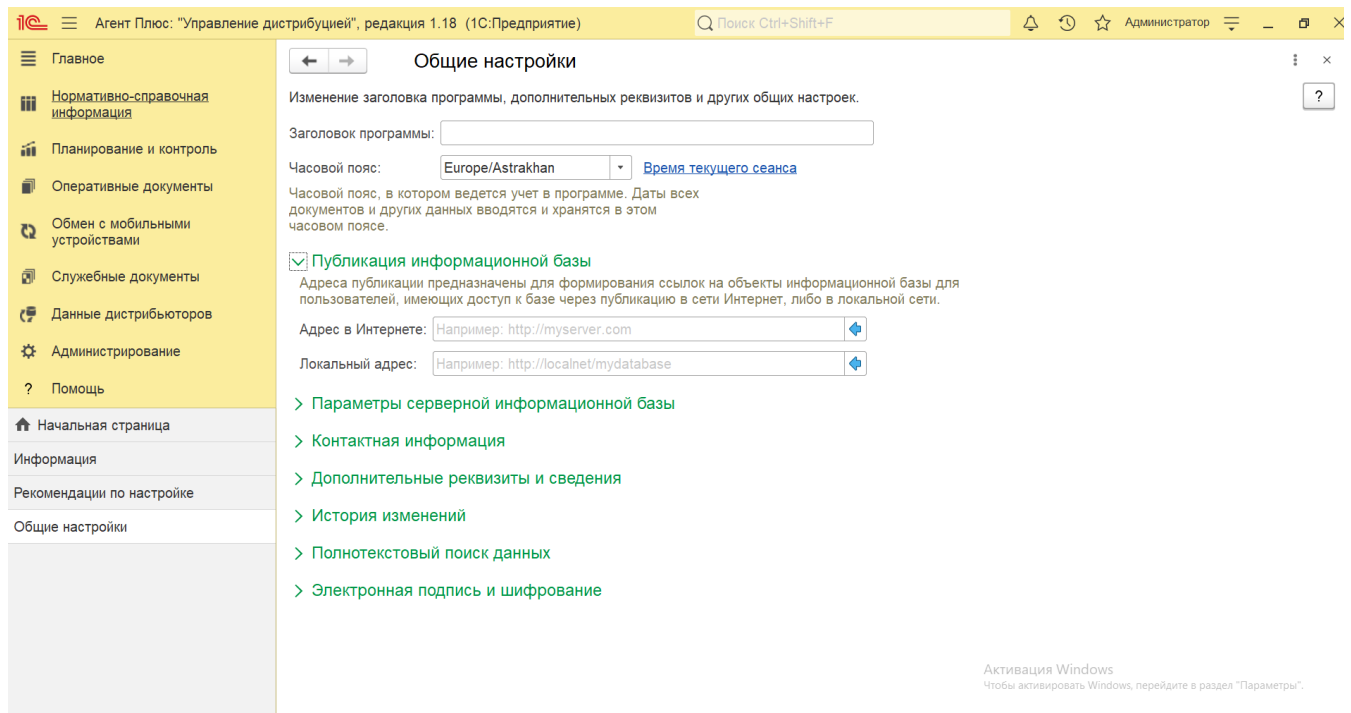 Агент Плюс: "Управление дистрибуцией", редакция 1.18 (1С:Предприятие)
Поиск Ctrl+Shift+F
Администратор
Главное
Нормативно-справочная
информация
Планирование и контроль
Оперативные документы
Обмен с мобильными
устройствами
Служебные документы
Данные дистрибьюторов
Администрирование
? Помощь
Начальная страница
Информация
Рекомендации по настройке
Общие настройки
Общие настройки
Изменение заголовка программы, дополнительных реквизитов и других общих настроек.
?
Заголовок программы:
Часовой пояс: Europe/Astrakhan Время текущего сеанса
Часовой пояс, в котором ведется учет в программе. Даты всех
документов и других данных вводятся и хранятся в этом
часовом поясе.
Публикация информационной базы
Адреса публикации предназначены для формирования ссылок на объекты информационной базы для
пользователей, имеющих доступ к базе через публикацию в сети Интернет, либо в локальной сети.
Адрес в Интернете: Например: http://myserver.com
Локальный адрес: Например: http://localnet/mydatabase
Параметры серверной информационной базы
Контактная информация
Дополнительные реквизиты и сведения
История изменений
Полнотекстовый поиск данных
Электронная подпись и шифрование
Активация Windows
Чтобы активировать Windows, перейдите в раздел "Параметры".